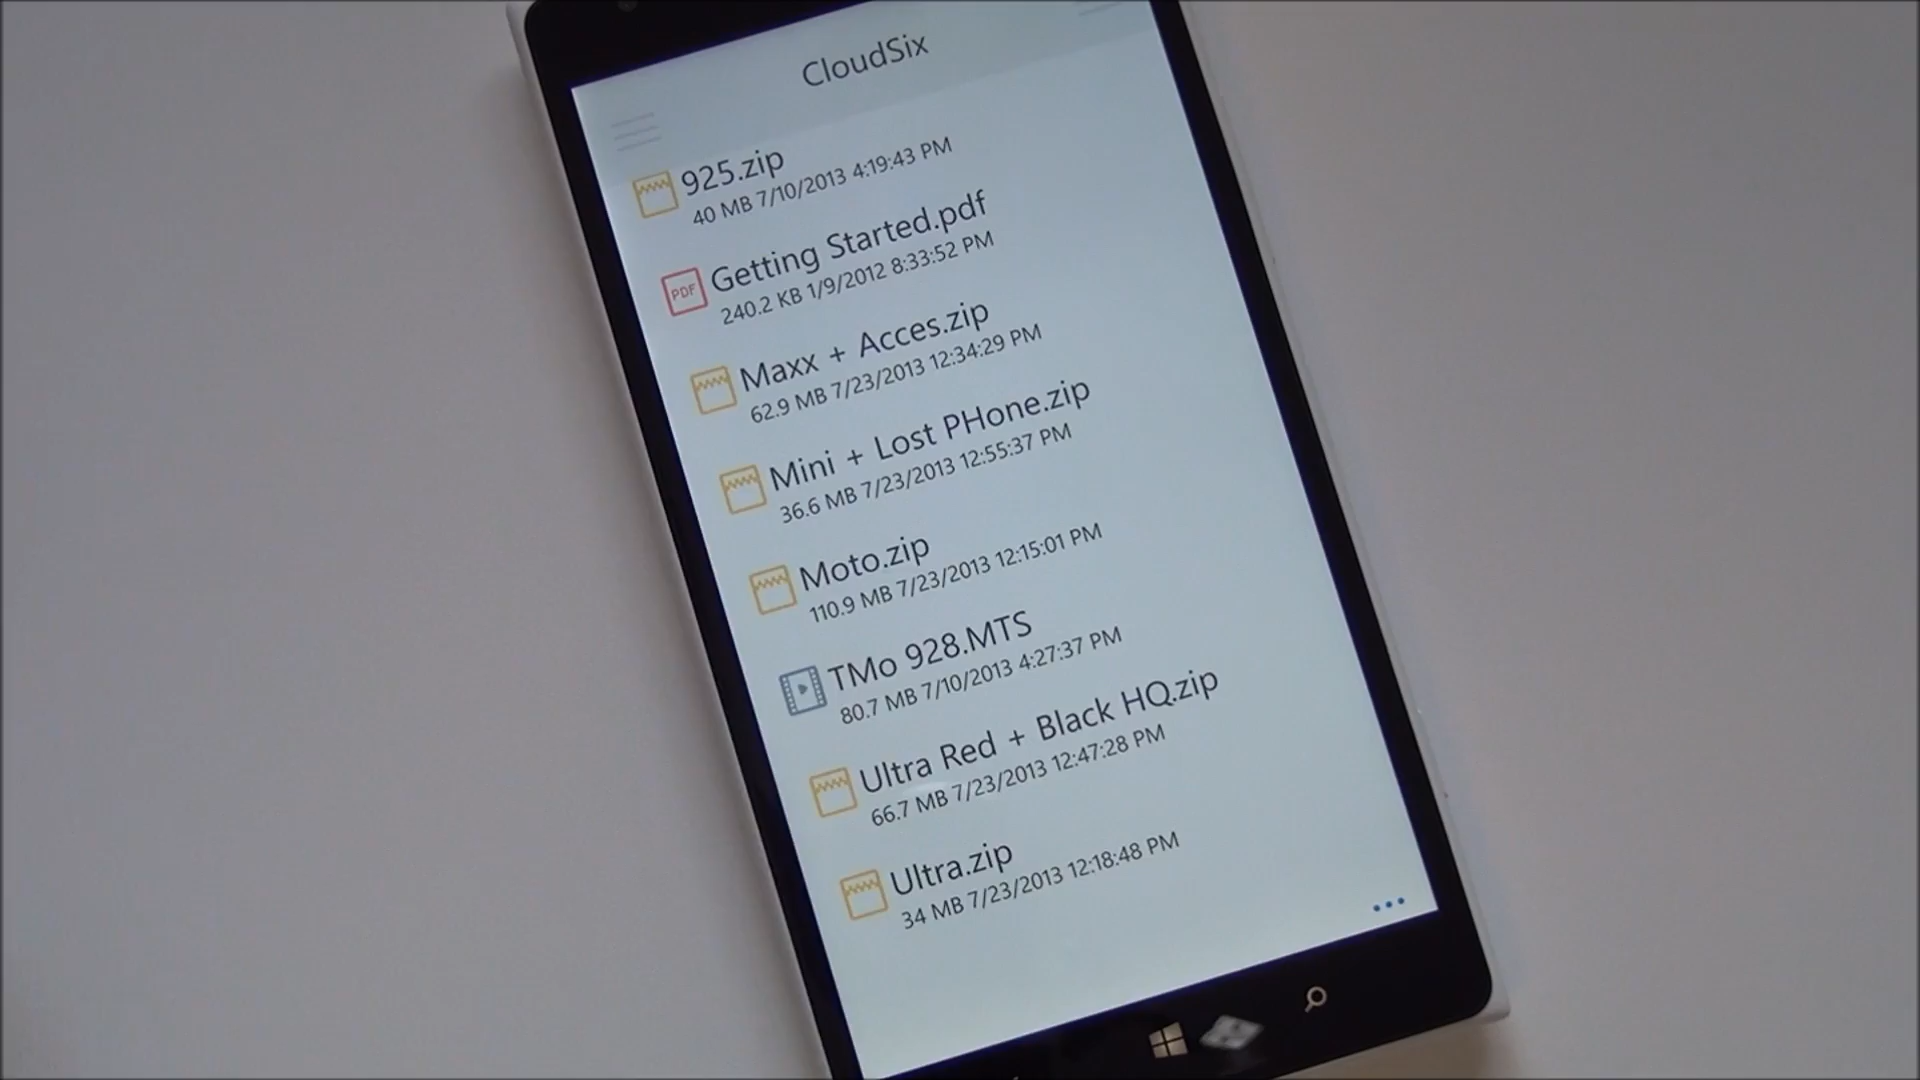 CloudSix
925.zip
40 MB 7/10/2013 4:19:43 PM
Getting Started.pdf
PDF
240.2 KB 1/9/2012 8:33:52 PM
Maxx + Acces.zip
62.9 MB 7/23/2013 12:34:29 PM
Mini + Lost PHone.zip
36.6 MB 7/23/2013 12:55:37 PM
Moto.zip
110.9 MB 7/23/2013 12:15:01 PM
TMo 928.MTS
80.7 MB 7/10/2013 4:27:37 PM
Ultra Red + Black HQ.zip
66.7 MB 7/23/2013 12:47:28 PM
Ultra.zip
34 MB 7/23/2013 12:18:48 PM